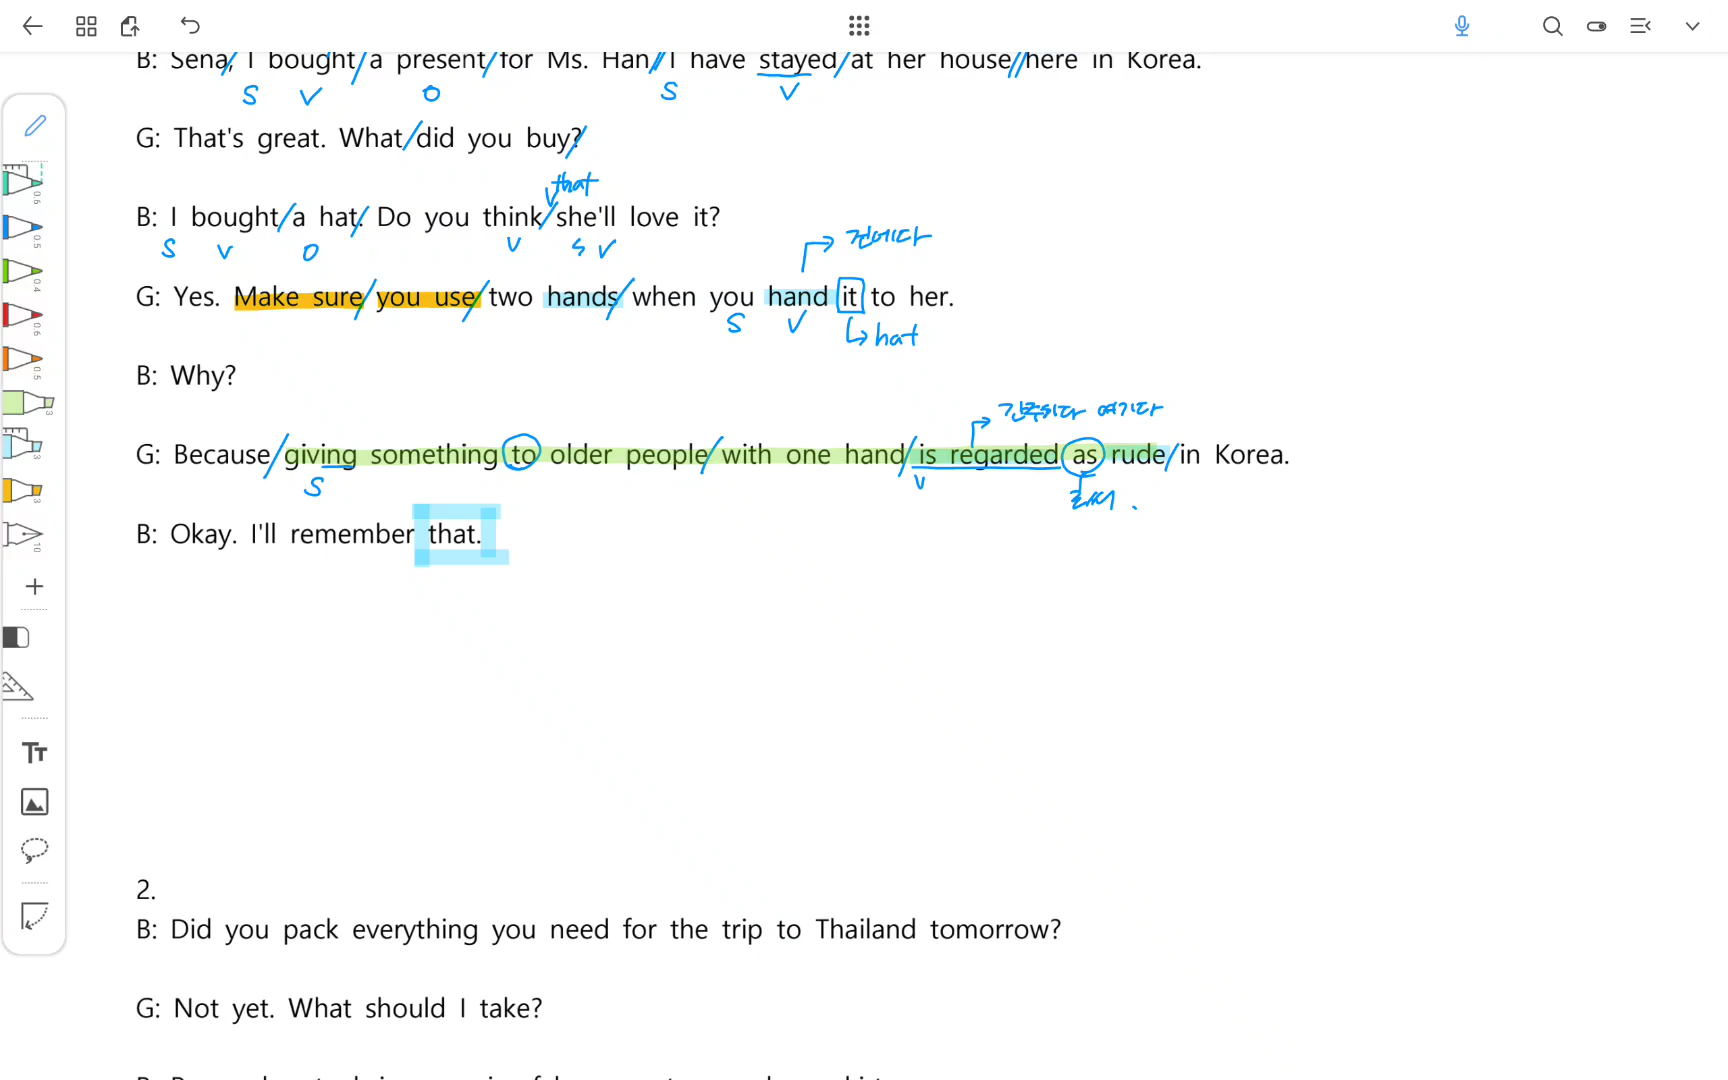 B: Sena, I bought a present for Ms. Han. I have stayed at her house here in Korea.
S V O S V
G: That's great. What did you buy?
that
B: I bought a hat. Do you think she'll love it?
S V O V S V
건네다
G: Yes. Make sure you use two hands when you hand it to her.
S V hat
B: Why?
간주하다 여기다
G: Because giving something to older people with one hand is regarded as rude in Korea.
S V 로서
B: Okay. I'll remember that.
2.
B: Did you pack everything you need for the trip to Thailand tomorrow?
G: Not yet. What should I take?